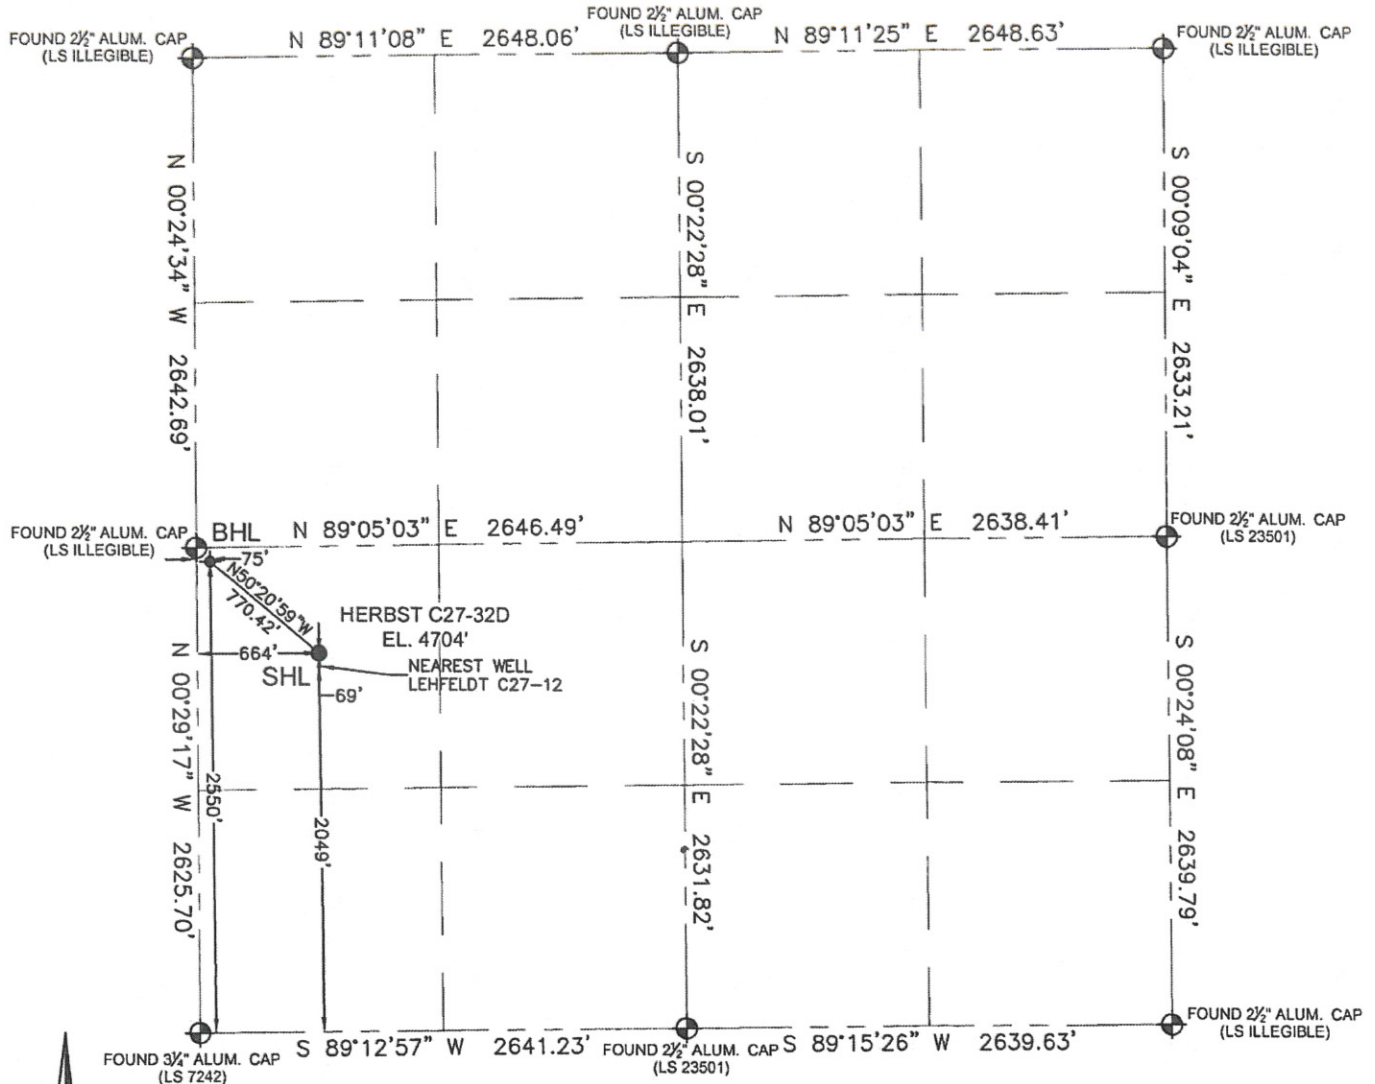 FOUND 2½" ALUM. CAP
(LS ILLEGIBLE)
N 89°11'08" E 2648.06'
FOUND 2½" ALUM. CAP
(LS ILLEGIBLE)
N 89°11'25" E 2648.63'
FOUND 2½" ALUM. CAP
(LS ILLEGIBLE)
N 00°24'34" W 2642.69'
S 00°22'28" E 2638.01'
S 00°09'04" E 2633.21'
FOUND 2½" ALUM. CAP
(LS ILLEGIBLE)
BHL
N 89°05'03" E 2646.49'
N 89°05'03" E 2638.41'
FOUND 2½" ALUM. CAP
(LS 23501)
75'
N50°20'59"W
770.42'
HERBST C27-32D
EL. 4704'
664'
SHL
NEAREST WELL
LEHFELDT C27-12
69'
N 00°29'17" W 2625.70'
2550'
2049'
S 00°22'28" E 2631.82'
S 00°24'08" E 2639.79'
FOUND 3¼" ALUM. CAP
(LS 7242)
S 89°12'57" W 2641.23'
FOUND 2½" ALUM. CAP
(LS 23501)
S 89°15'26" W 2639.63'
FOUND 2½" ALUM. CAP
(LS ILLEGIBLE)